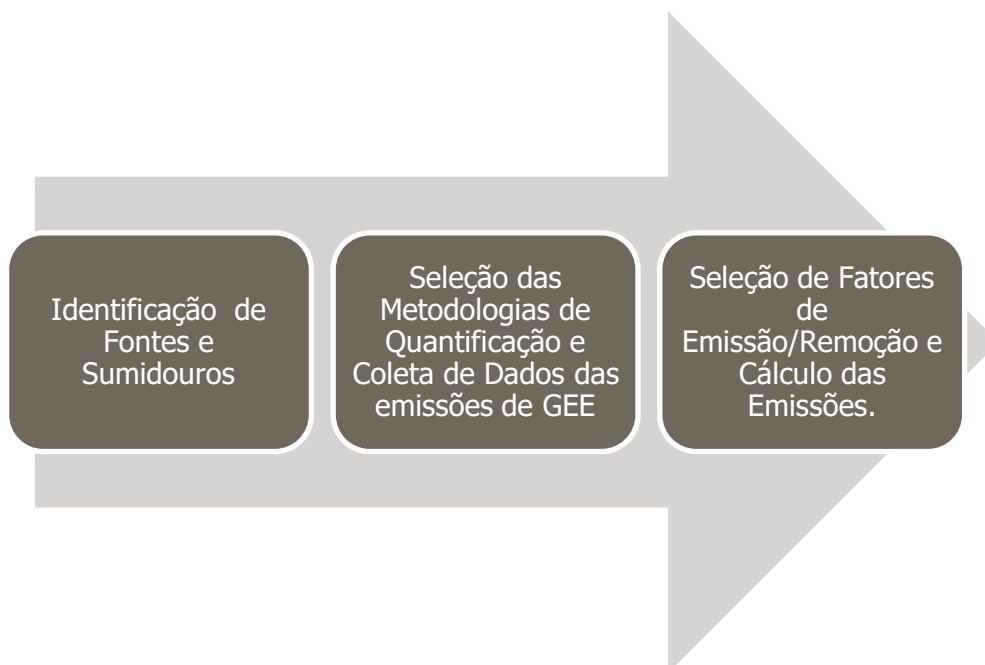 Identificação de
Fontes e
Sumidouros
Seleção das
Metodologias de
Quantificação e
Coleta de Dados das
emissões de GEE
Seleção de Fatores
de
Emissão/Remoção e
Cálculo das
Emissões.